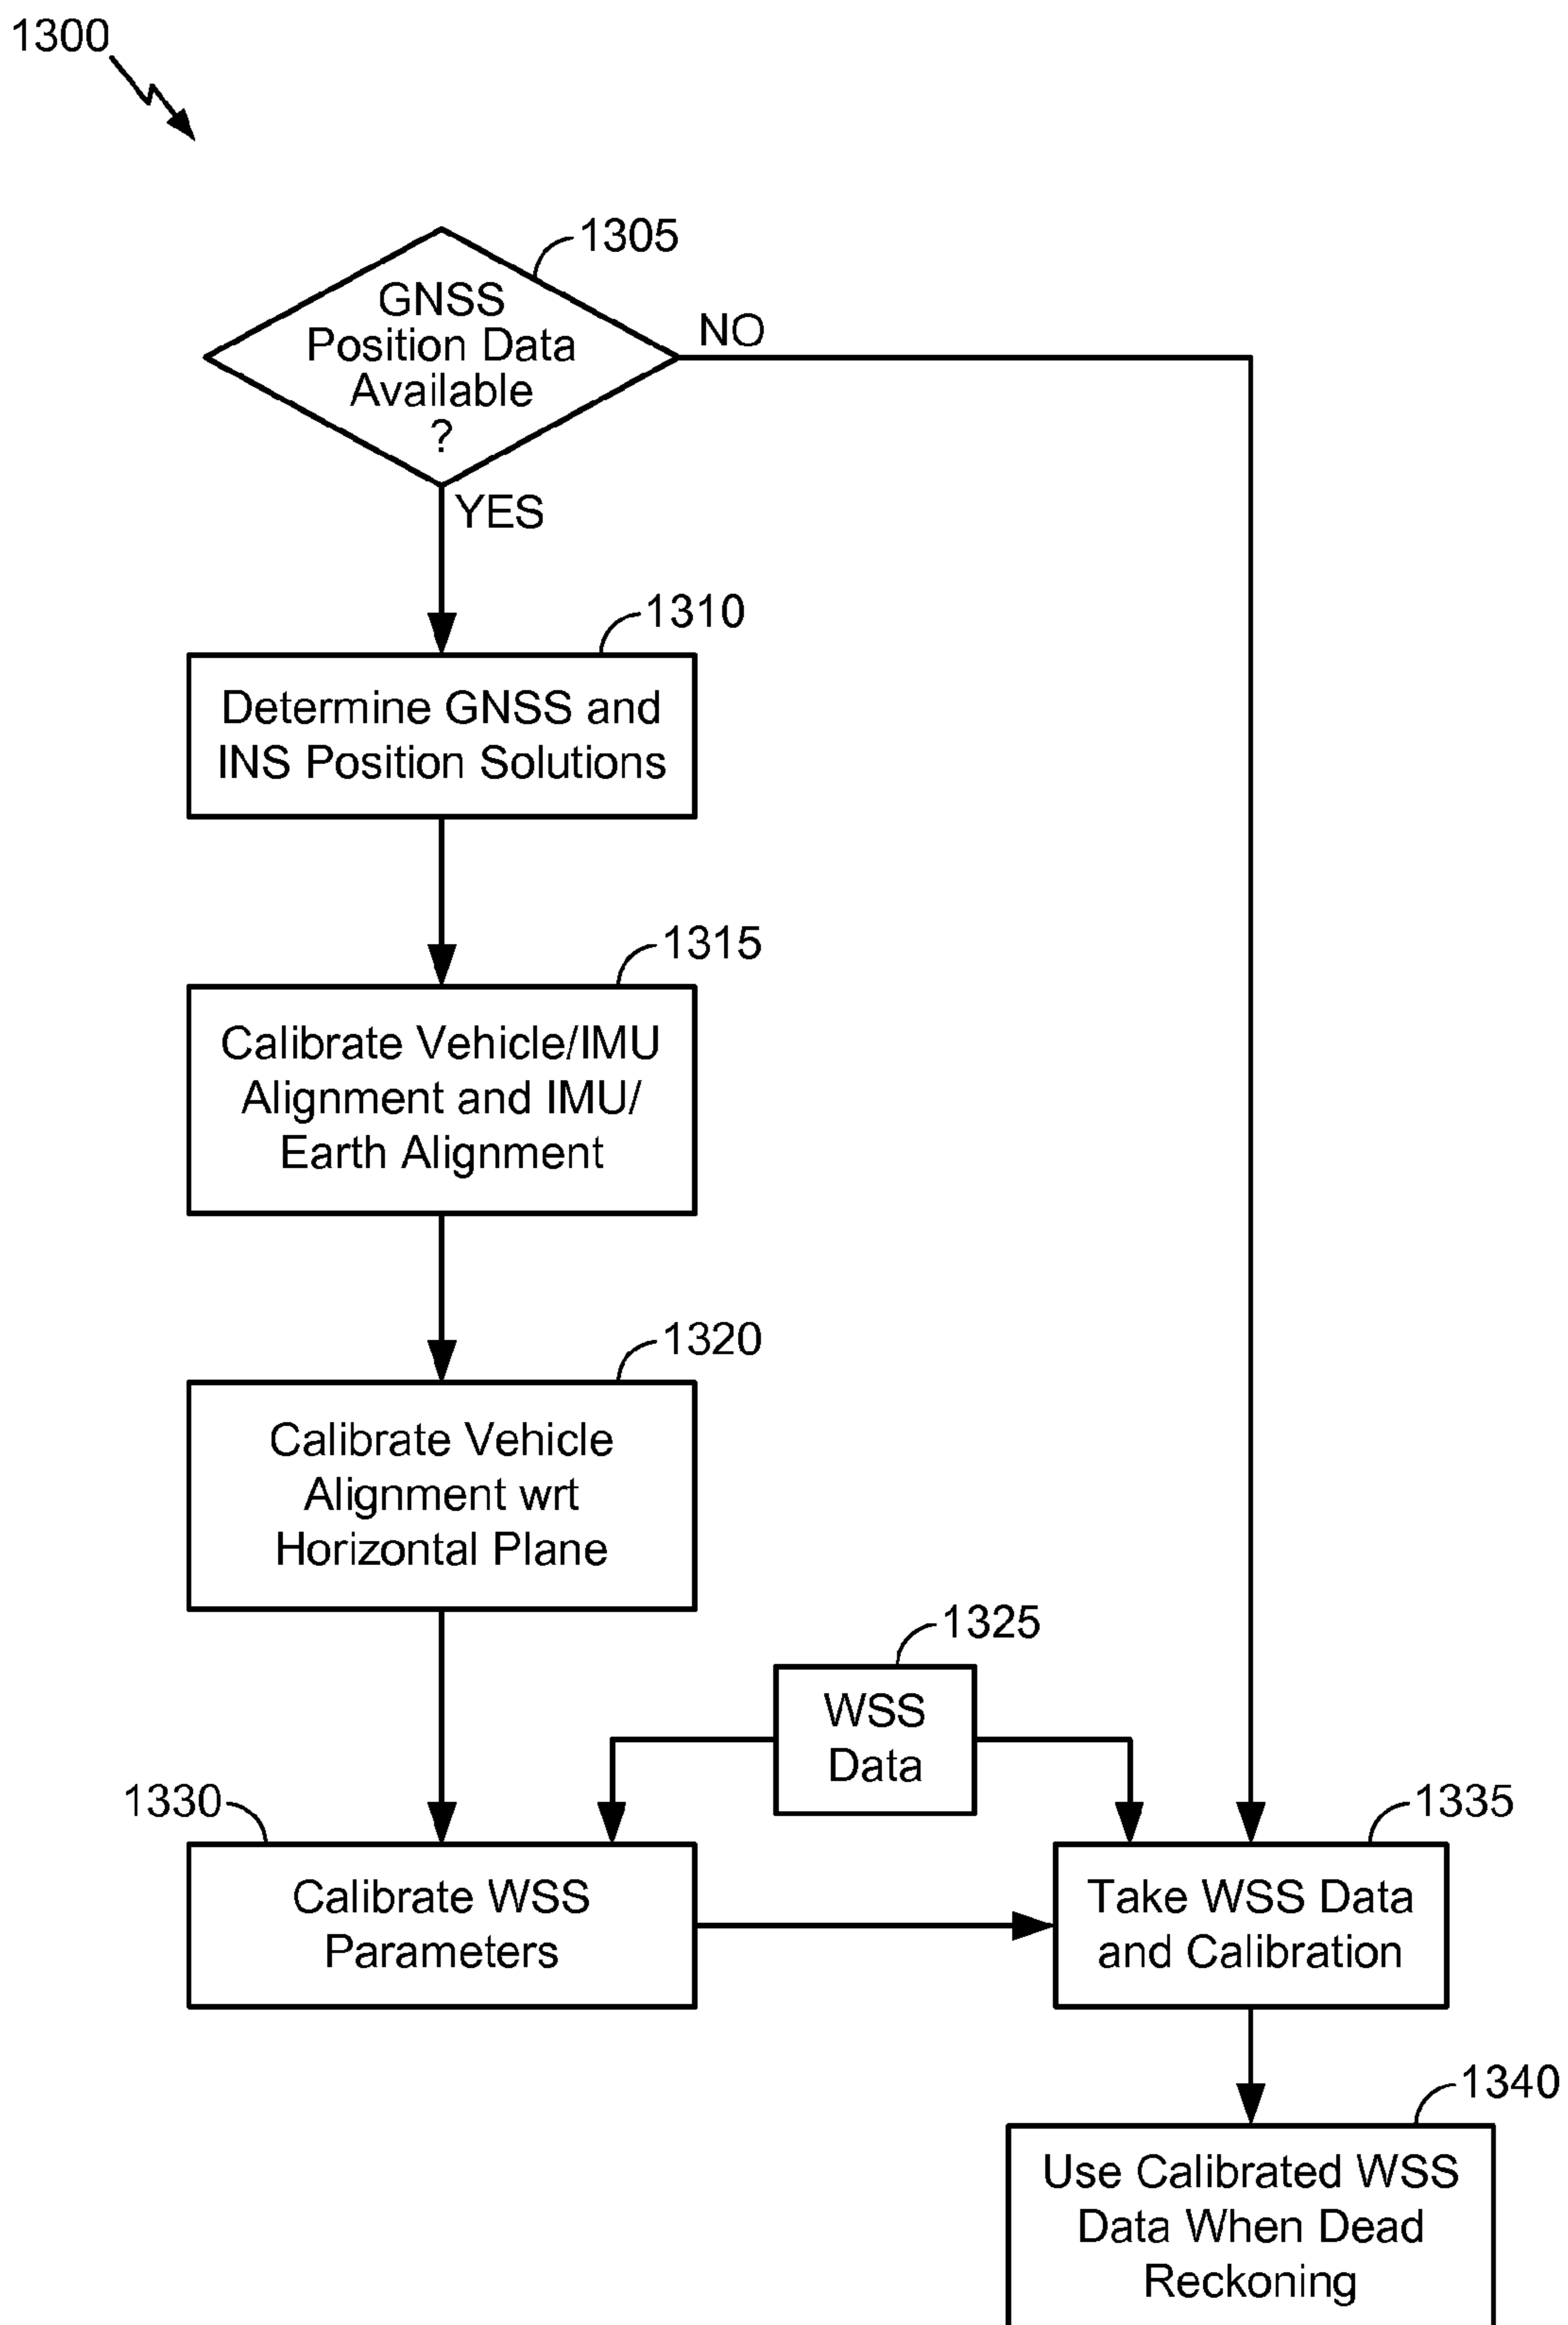 1300
1305
GNSS
Position Data
Available
?
NO
YES
1310
Determine GNSS and
INS Position Solutions
1315
Calibrate Vehicle/IMU
Alignment and IMU/
Earth Alignment
1320
Calibrate Vehicle
Alignment wrt
Horizontal Plane
1325
WSS
Data
1330
Calibrate WSS
Parameters
1335
Take WSS Data
and Calibration
1340
Use Calibrated WSS
Data When Dead
Reckoning